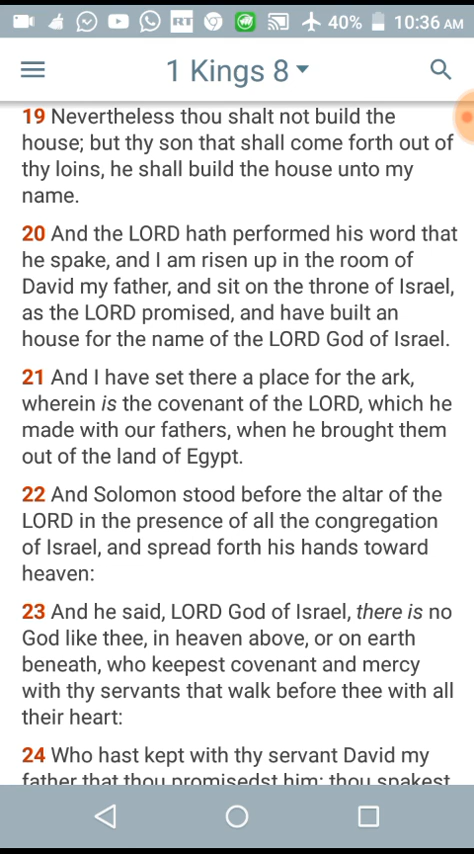 RT 40% 10:36 AM
1 Kings 8
19 Nevertheless thou shalt not build the
house; but thy son that shall come forth out of
thy loins, he shall build the house unto my
name.
20 And the LORD hath performed his word that
he spake, and I am risen up in the room of
David my father, and sit on the throne of Israel,
as the LORD promised, and have built an
house for the name of the LORD God of Israel.
21 And I have set there a place for the ark,
wherein is the covenant of the LORD, which he
made with our fathers, when he brought them
out of the land of Egypt.
22 And Solomon stood before the altar of the
LORD in the presence of all the congregation
of Israel, and spread forth his hands toward
heaven:
23 And he said, LORD God of Israel, there is no
God like thee, in heaven above, or on earth
beneath, who keepest covenant and mercy
with thy servants that walk before thee with all
their heart:
24 Who hast kept with thy servant David my
father that thou promisedst him: thou spakest